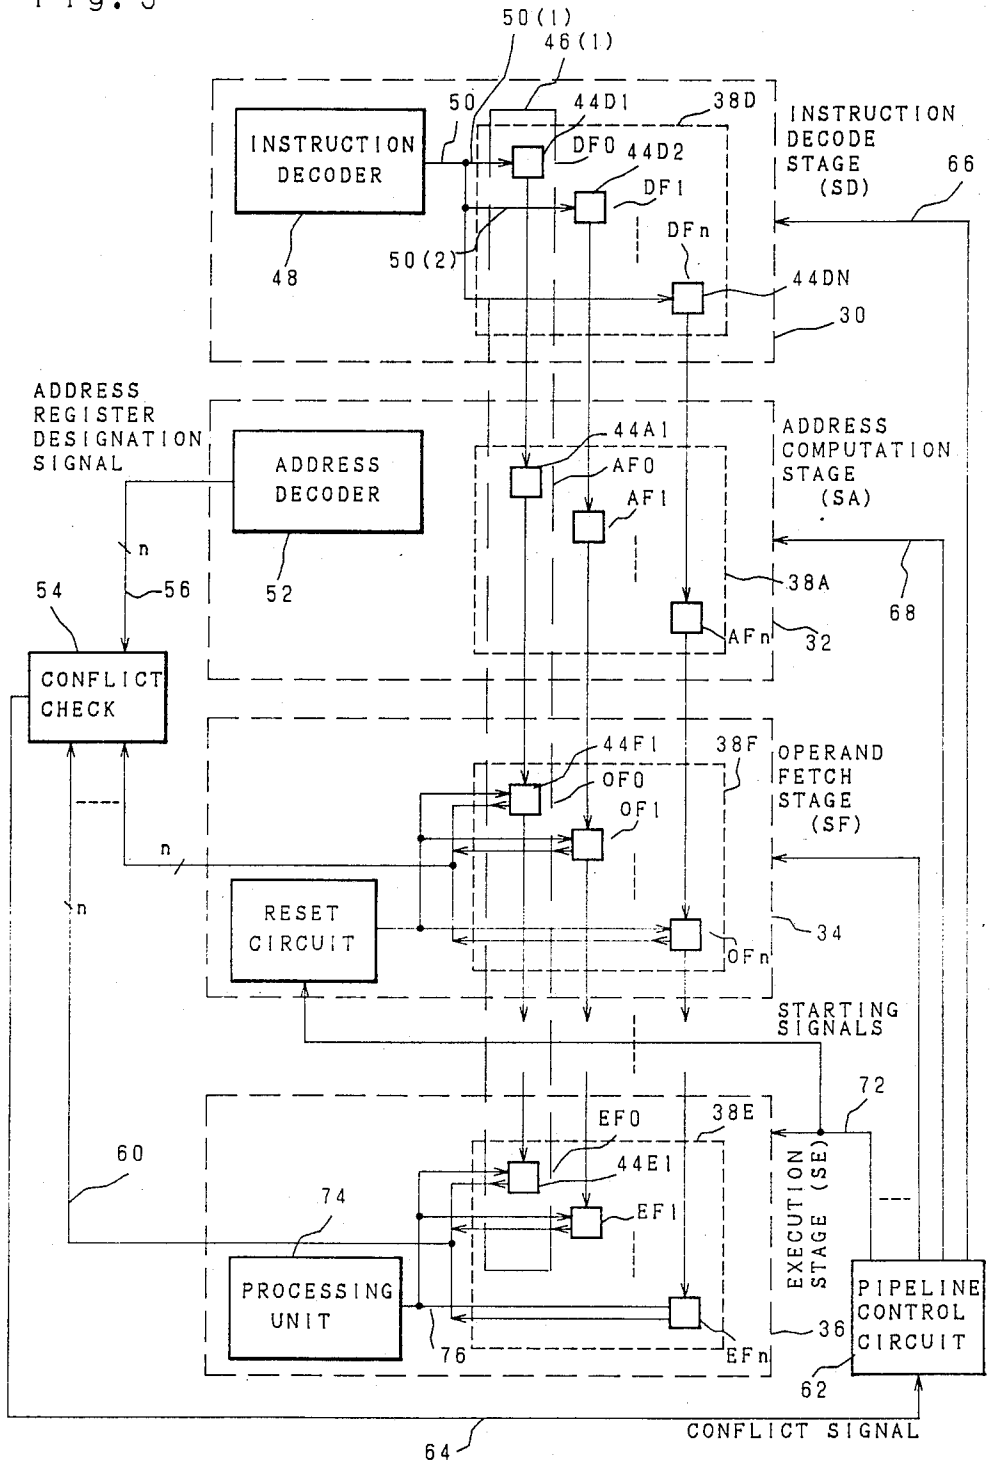 50(1)
46(1)
50
44D1
38D
INSTRUCTION
DECODE
STAGE
(SD)
INSTRUCTION
DECODER
DF0
44D2
DF1
66
50(2)
DFn
48
44DN
30
ADDRESS
REGISTER
DESIGNATION
SIGNAL
ADDRESS
DECODER
44A1
AF0
AF1
ADDRESS
COMPUTATION
STAGE
(SA)
n
54
56
52
38A
68
AFn
32
CONFLICT
CHECK
44F1
38F
OF0
OF1
OPERAND
FETCH
STAGE
(SF)
n
n
RESET
CIRCUIT
OFn
34
STARTING
SIGNALS
72
38E
EF0
60
44E1
74
EF1
EXECUTION
STAGE (SE)
PROCESSING
UNIT
PIPELINE
CONTROL
CIRCUIT
76
EFn
36
62
CONFLICT SIGNAL
64